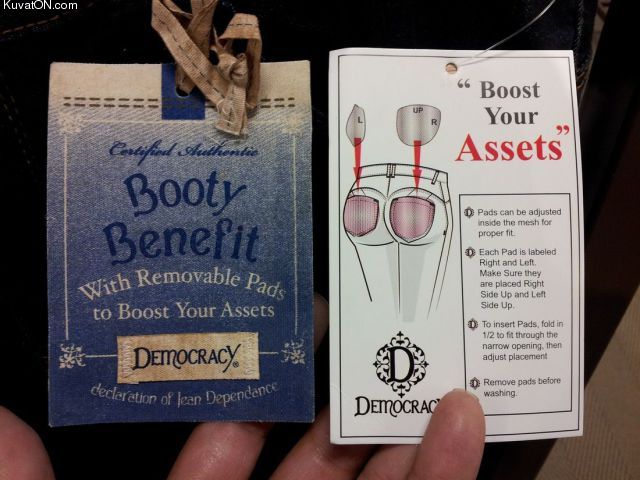 KuvatON.com
Certified Authentic
Booty
Benefit
With Removable Pads
to Boost Your Assets
DEMOCRACY®
declaration of Jean Dependance
“ Boost
Your
Assets”
L
UP
R
Pads can be adjusted
inside the mesh for
proper fit.
Each Pad is labeled
Right and Left.
Make Sure they
are placed Right
Side Up and Left
Side Up.
To insert Pads, fold in
1/2 to fit through the
narrow opening, then
adjust placement
Remove pads before
washing.
D
DEMOCRACY